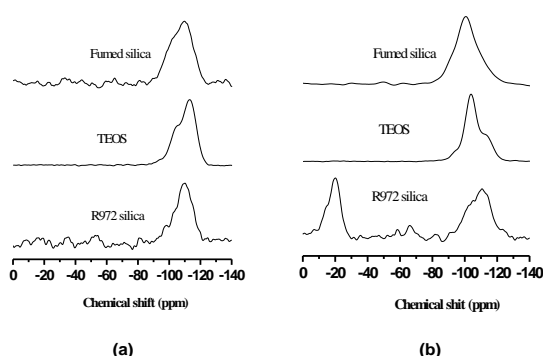 Fumed silica
TEOS
R972 silica
0 -20 -40 -60 -80 -100 -120 -140
Chemical shift (ppm)
(a)
Fumed silica
TEOS
R972 silica
0 -20 -40 -60 -80 -100 -120 -140
Chemical shit (ppm)
(b)